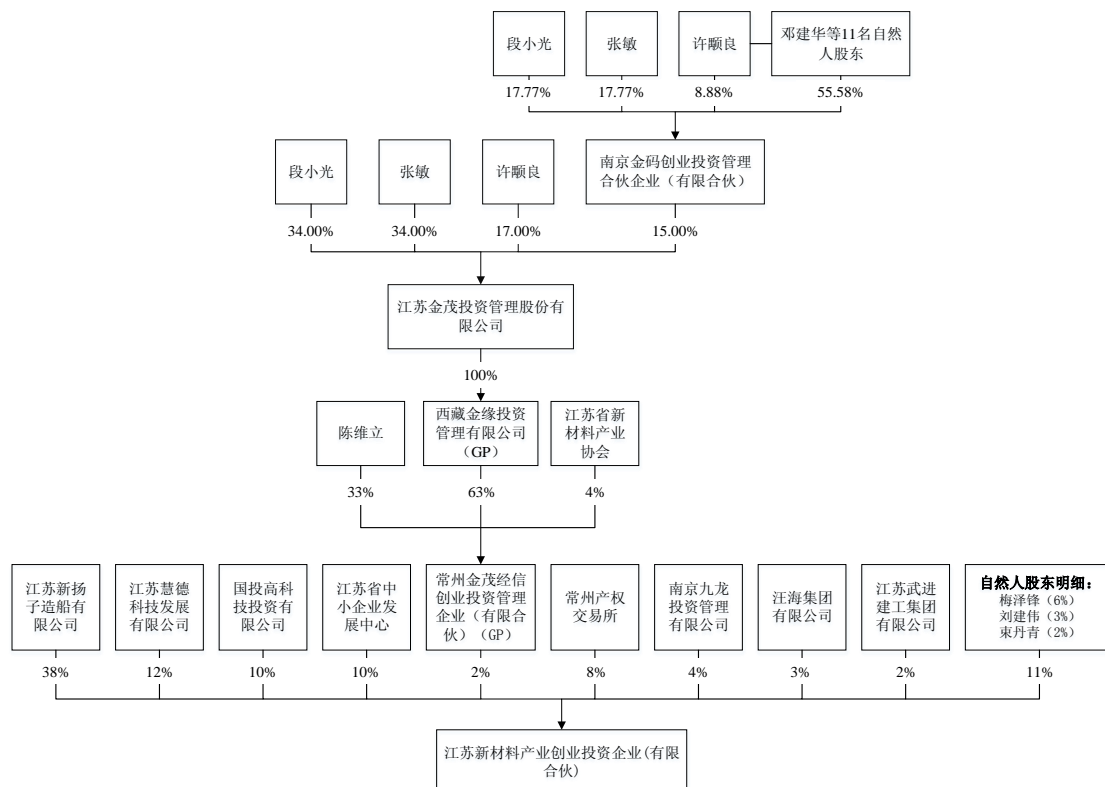 段小光
张敏
许颙良
邓建华等11名自然
人股东
17.77%
17.77%
8.88%
55.58%
段小光
张敏
许颙良
南京金码创业投资管理
合伙企业（有限合伙）
34.00%
34.00%
17.00%
15.00%
江苏金茂投资管理股份有
限公司
100%
陈维立
西藏金缘投资
管理有限公司
（GP）
江苏省新
材料产业
协会
33%
63%
4%
江苏新扬
子造船有
限公司
江苏慧德
科技发展
有限公司
国投高科
技投资有
限公司
江苏省中
小企业发
展中心
常州金茂经信
创业投资管理
企业（有限合
伙）（GP）
常州产权
交易所
南京九龙
投资管理
有限公司
汪海集团
有限公司
江苏武进
建工集团
有限公司
自然人股东明细：
梅泽锋（6%）
刘建伟（3%）
束丹青（2%）
38%
12%
10%
10%
2%
8%
4%
3%
2%
11%
江苏新材料产业创业投资企业(有限
合伙)